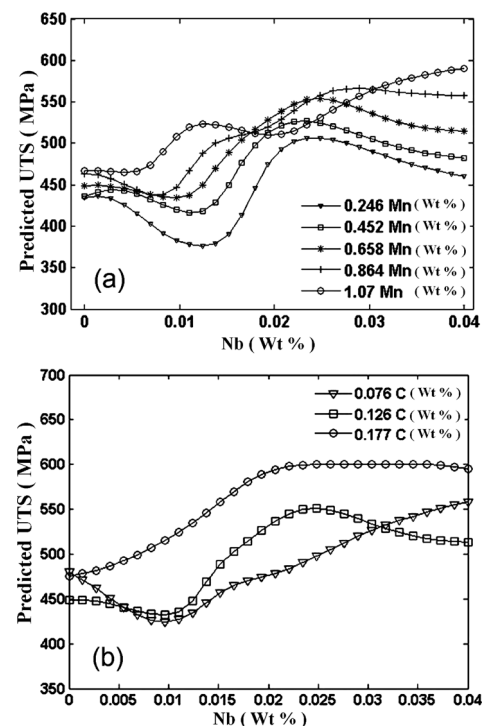 650
600
550
500
450
400
350
300
Predicted UTS ( MPa)
(a)
0.246 Mn (Wt %)
0.452 Mn (Wt %)
0.658 Mn (Wt %)
0.864 Mn (Wt %)
1.07 Mn (Wt %)
0 0.01 0.02 0.03 0.04
Nb ( Wt % )
700
650
600
550
500
450
400
350
Predicted UTS ( MPa)
0.076 C ( Wt % )
0.126 C ( Wt % )
0.177 C ( Wt % )
(b)
0 0.005 0.01 0.015 0.02 0.025 0.03 0.035 0.04
Nb ( Wt % )